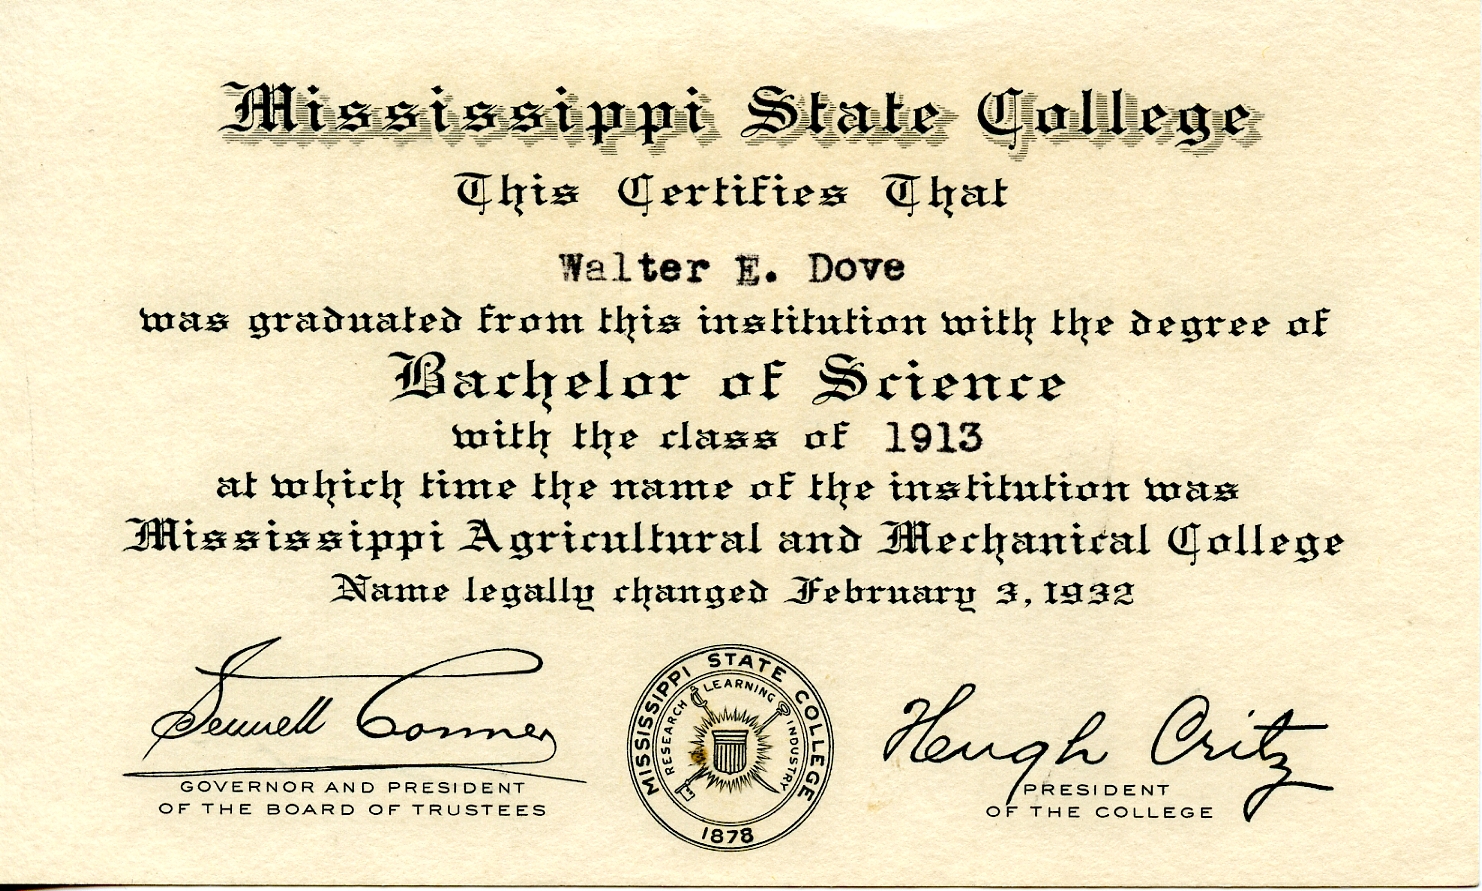 Mississippi State College
This Certifies That
Walter E. Dove
was graduated from this institution with the degree of
Bachelor of Science
with the class of 1913
at which time the name of the institution was
Mississippi Agricultural and Mechanical College
Name legally changed February 3, 1932
Sennett Conner
GOVERNOR AND PRESIDENT
OF THE BOARD OF TRUSTEES
MISSISSIPPI STATE COLLEGE
RESEARCH LEARNING INDUSTRY
1878
Hugh Critz
PRESIDENT
OF THE COLLEGE